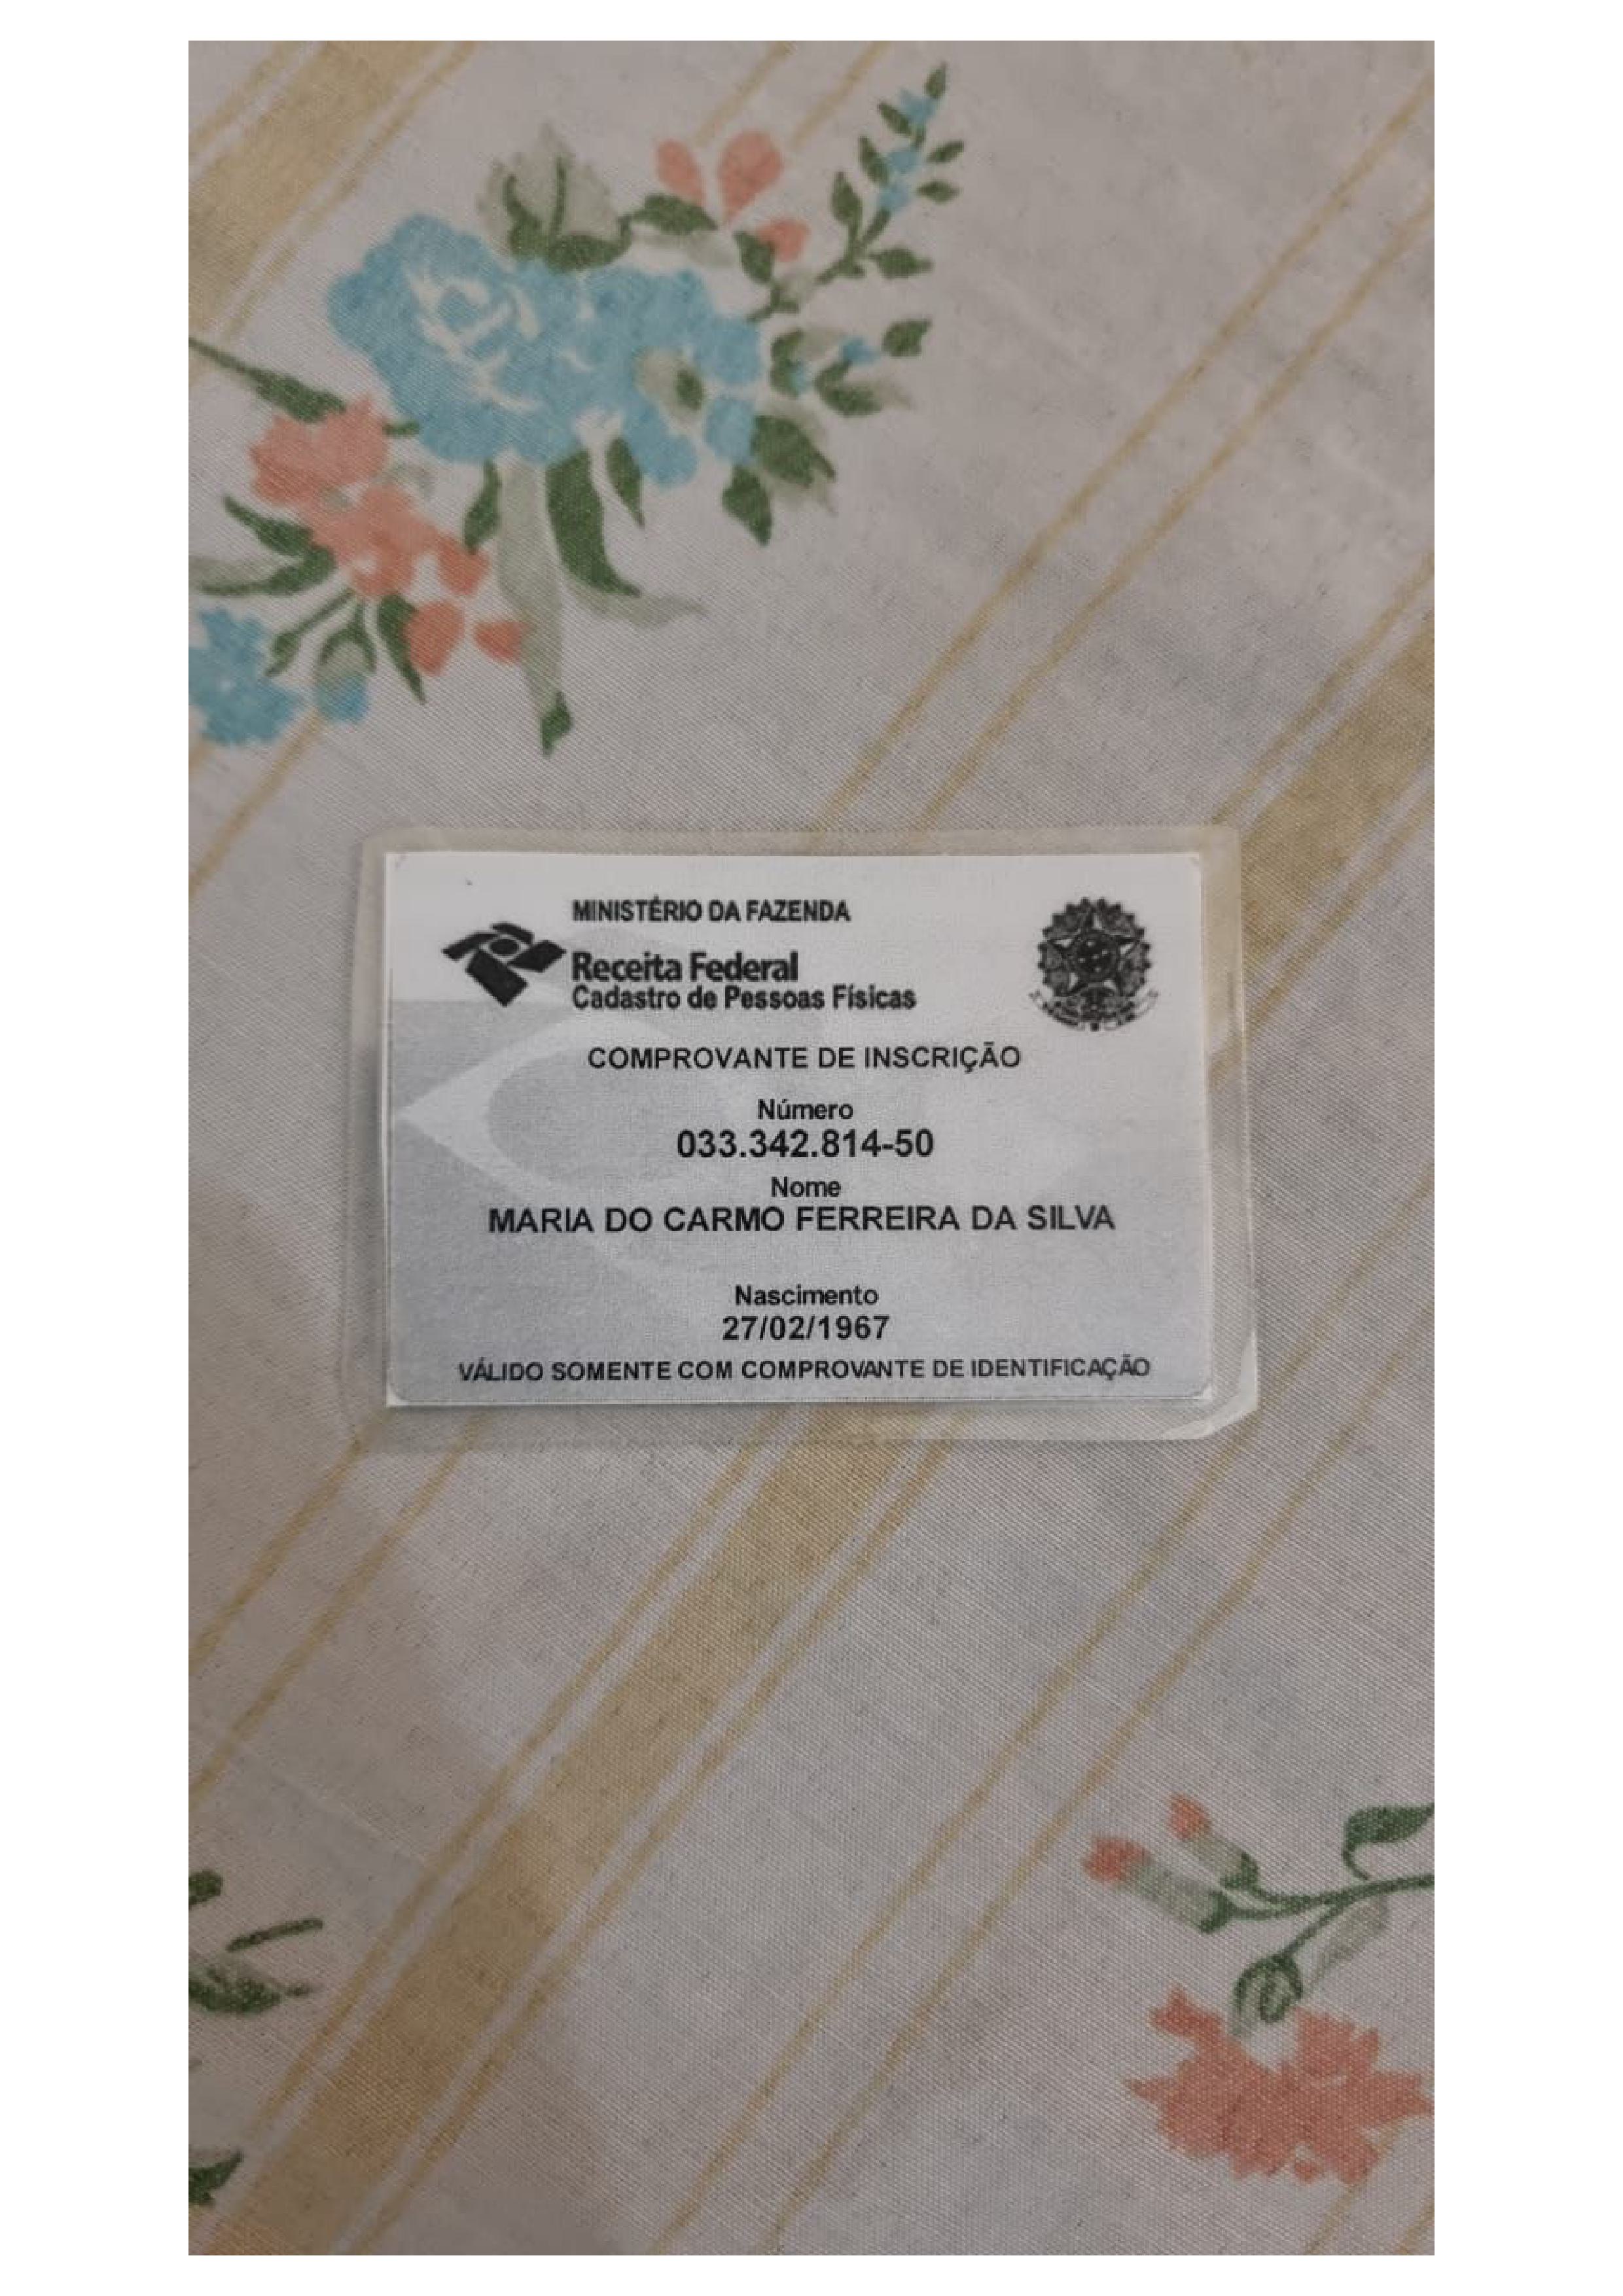 MINISTÉRIO DA FAZENDA
Receita Federal
Cadastro de Pessoas Físicas
COMPROVANTE DE INSCRIÇÃO
Número
033.342.814-50
Nome
MARIA DO CARMO FERREIRA DA SILVA
Nascimento
27/02/1967
VÁLIDO SOMENTE COM COMPROVANTE DE IDENTIFICAÇÃO